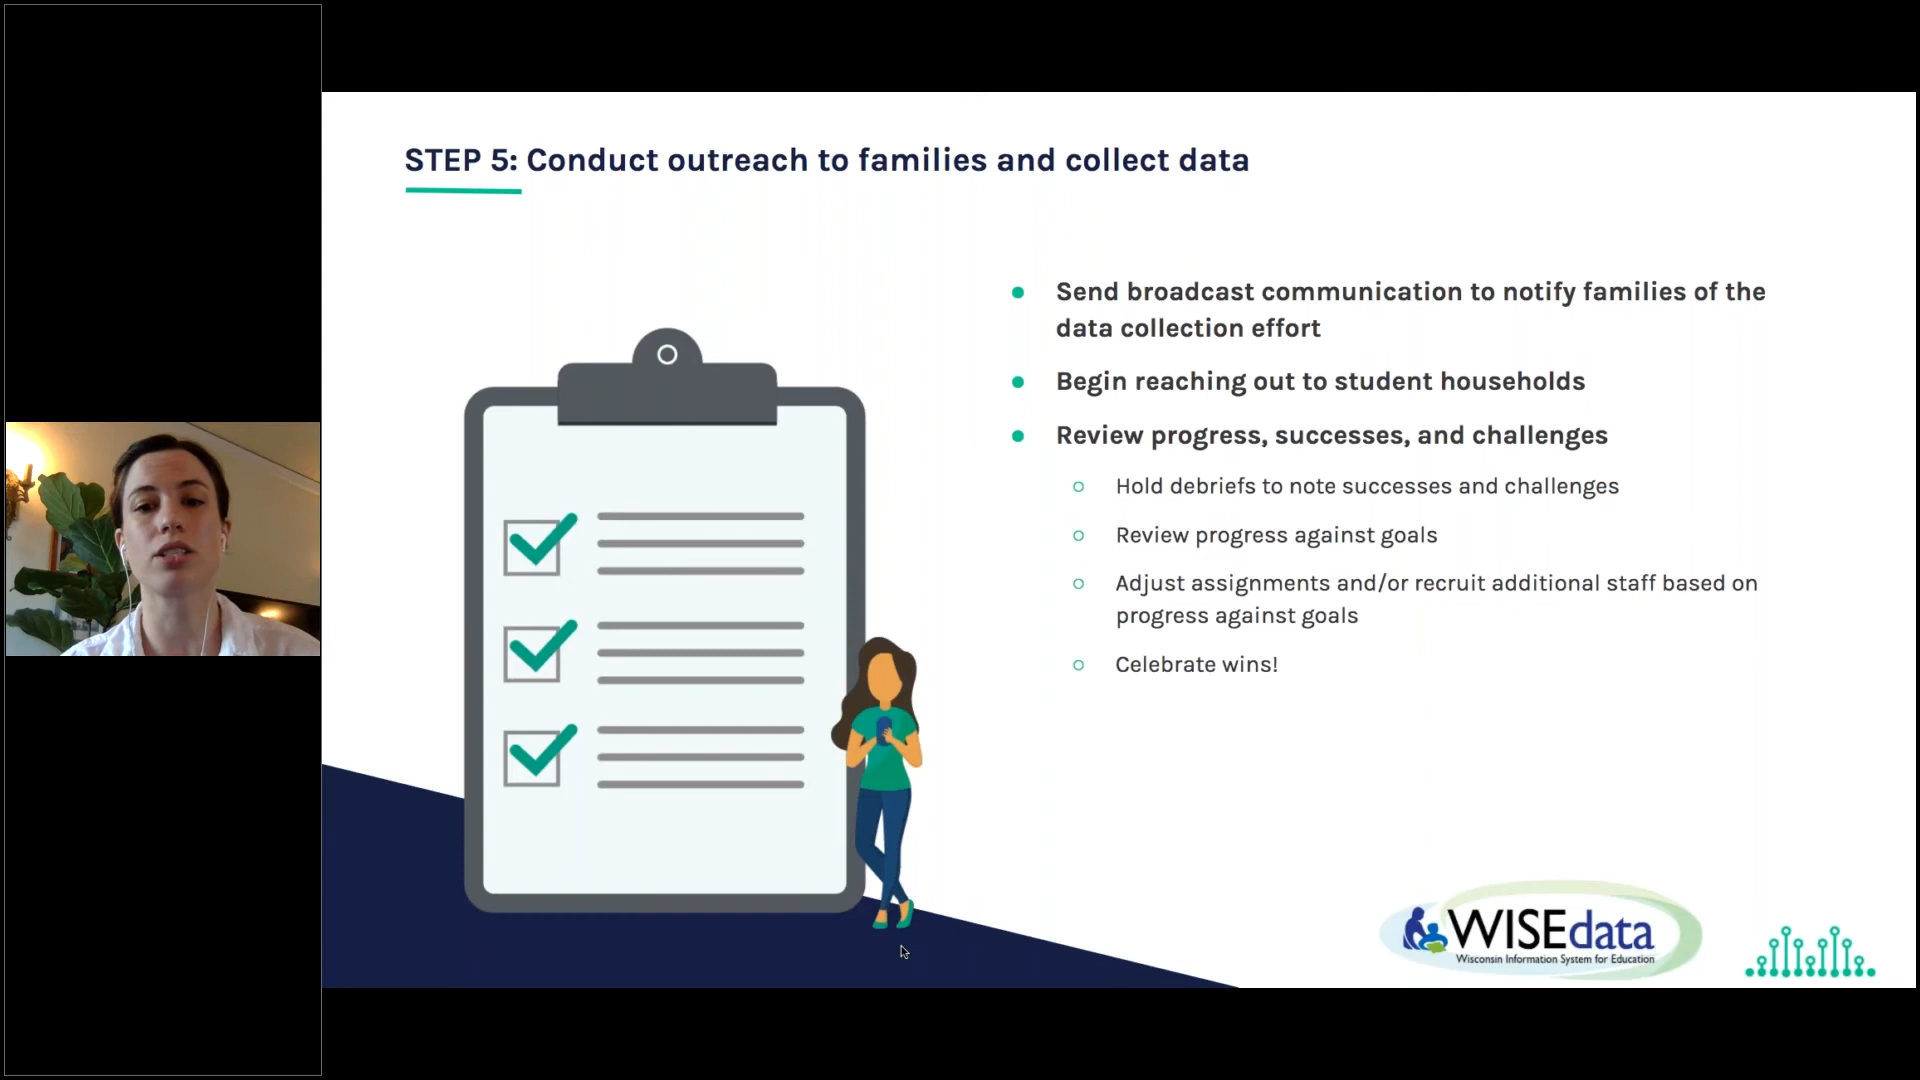 STEP 5: Conduct outreach to families and collect data
Send broadcast communication to notify families of the
data collection effort
Begin reaching out to student households
Review progress, successes, and challenges
Hold debriefs to note successes and challenges
Review progress against goals
Adjust assignments and/or recruit additional staff based on
progress against goals
Celebrate wins!
WISEdata
Wisconsin Information System for Education